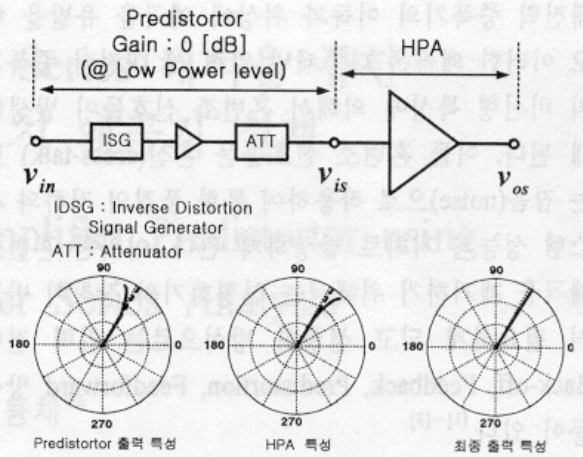 Predistortor
Gain : 0 [dB]
(@ Low Power level)
HPA
ISG
ATT
v_in
v_is
v_os
IDSG : Inverse Distortion
Signal Generator
ATT : Attenuator
90
90
90
180
0
180
0
180
0
270
270
270
Predistortor 출력 특성
HPA 특성
최종 출력 특성